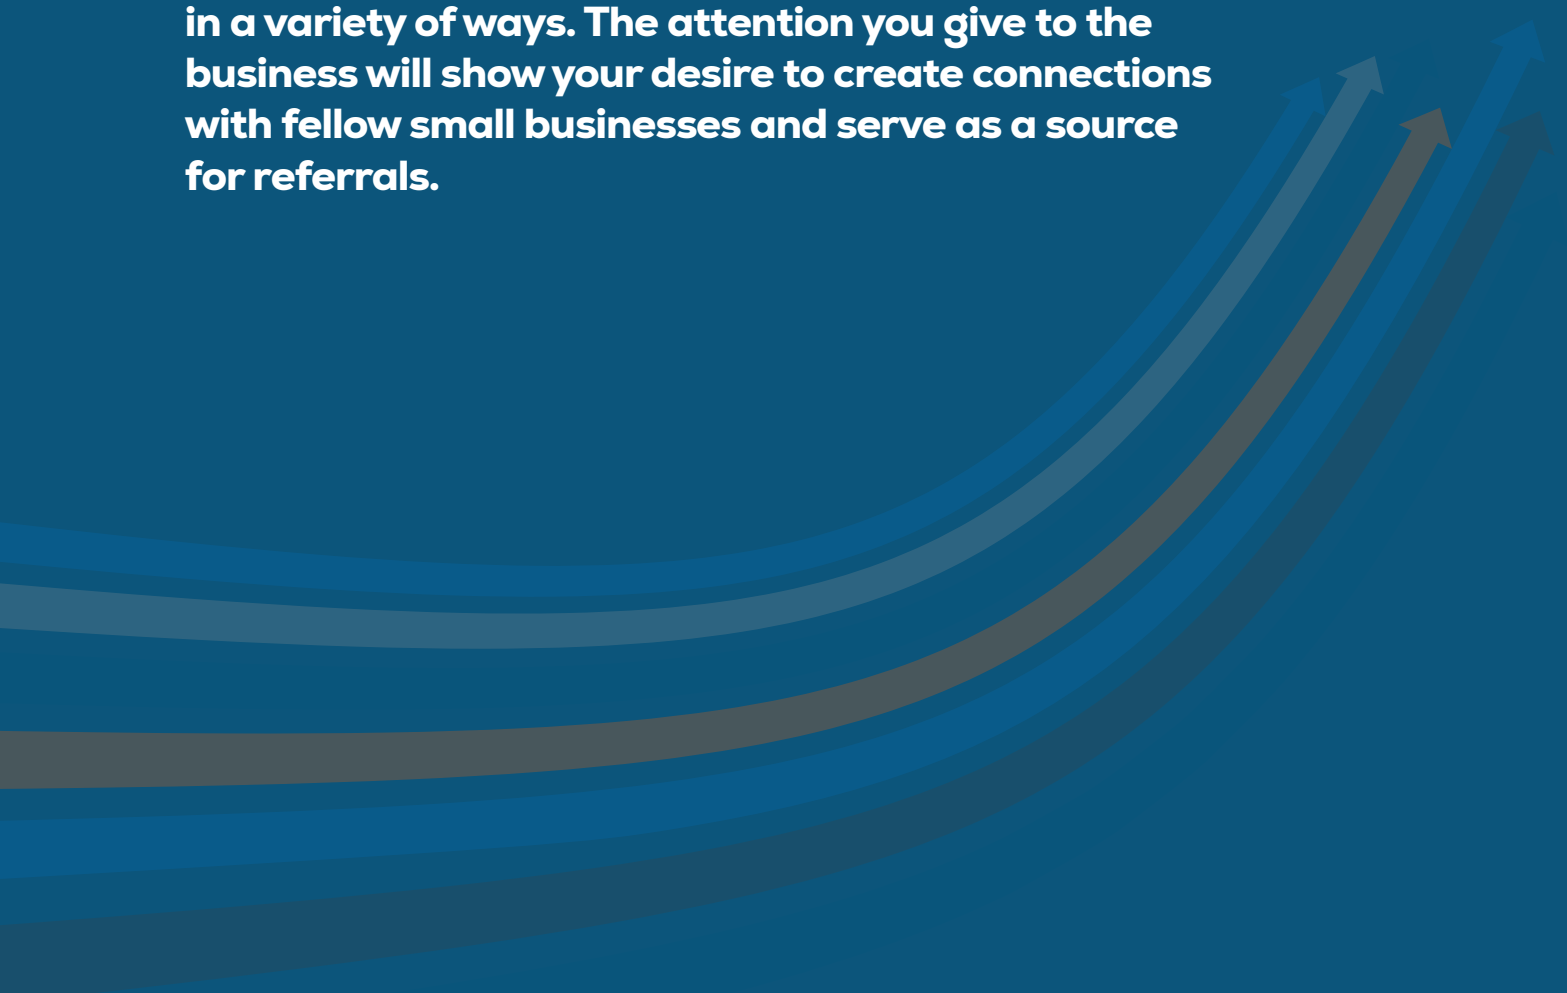 in a variety of ways. The attention you give to the
business will show your desire to create connections
with fellow small businesses and serve as a source
for referrals.